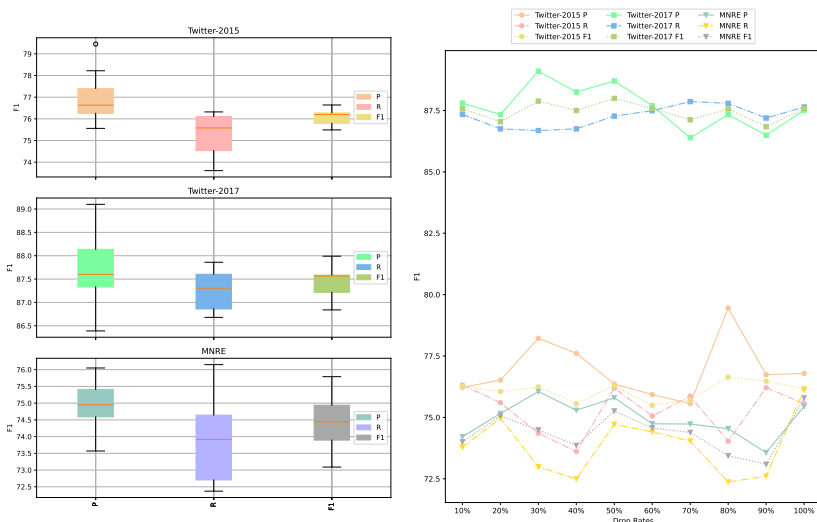 Twitter-2015
79
78
77
76
75
74
F1
P
R
F1
Twitter-2017
89.0
88.5
88.0
87.5
87.0
86.5
F1
P
R
F1
MNRE
76.0
75.5
75.0
74.5
74.0
73.5
73.0
72.5
F1
P
R
F1
P
R
F1
Twitter-2015 P
Twitter-2015 R
Twitter-2015 F1
Twitter-2017 P
Twitter-2017 R
Twitter-2017 F1
MNRE P
MNRE R
MNRE F1
87.5
85.0
82.5
80.0
77.5
75.0
72.5
F1
10% 20% 30% 40% 50% 60% 70% 80% 90% 100%
Drop Rates